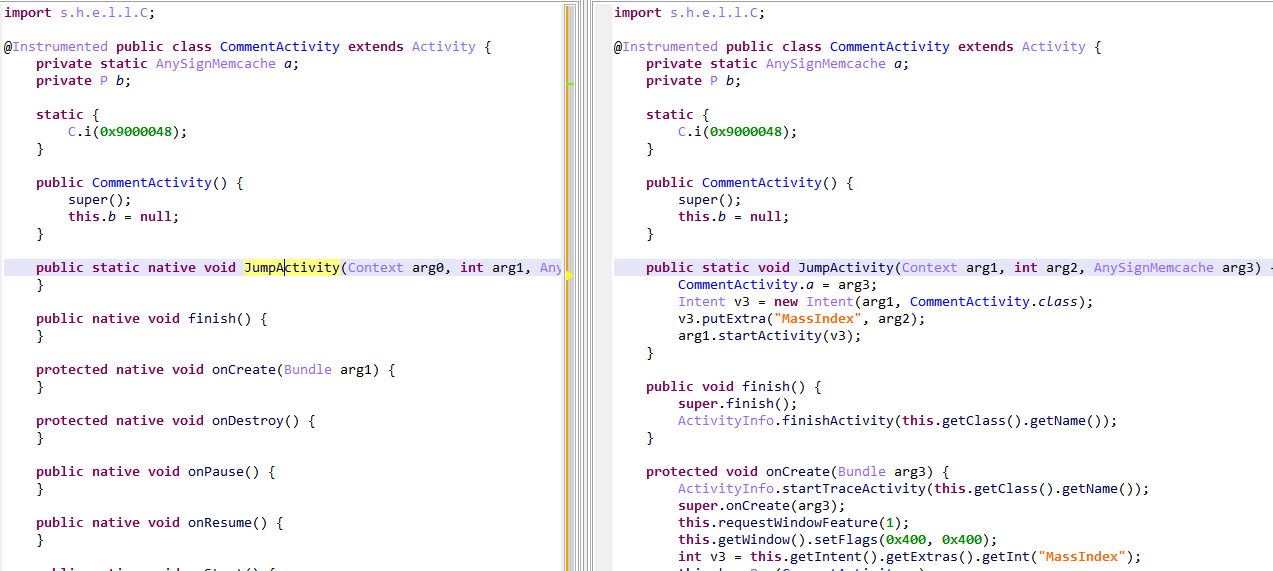 import s.h.e.l.l.C;
@Instrumented public class CommentActivity extends Activity {
private static AnySignMemcache a;
private P b;
static {
C.i(0x9000048);
}
public CommentActivity() {
super();
this.b = null;
}
public static native void JumpActivity(Context arg0, int arg1, Any
}
public native void finish() {
}
protected native void onCreate(Bundle arg1) {
}
protected native void onDestroy() {
}
public native void onPause() {
}
public native void onResume() {
}
import s.h.e.l.l.C;
@Instrumented public class CommentActivity extends Activity {
private static AnySignMemcache a;
private P b;
static {
C.i(0x9000048);
}
public CommentActivity() {
super();
this.b = null;
}
public static void JumpActivity(Context arg1, int arg2, AnySignMemcache arg3)
CommentActivity.a = arg3;
Intent v3 = new Intent(arg1, CommentActivity.class);
v3.putExtra("MassIndex", arg2);
arg1.startActivity(v3);
}
public void finish() {
super.finish();
ActivityInfo.finishActivity(this.getClass().getName());
}
protected void onCreate(Bundle arg3) {
ActivityInfo.startTraceActivity(this.getClass().getName());
super.onCreate(arg3);
this.requestWindowFeature(1);
this.getWindow().setFlags(0x400, 0x400);
int v3 = this.getIntent().getExtras().getInt("MassIndex");